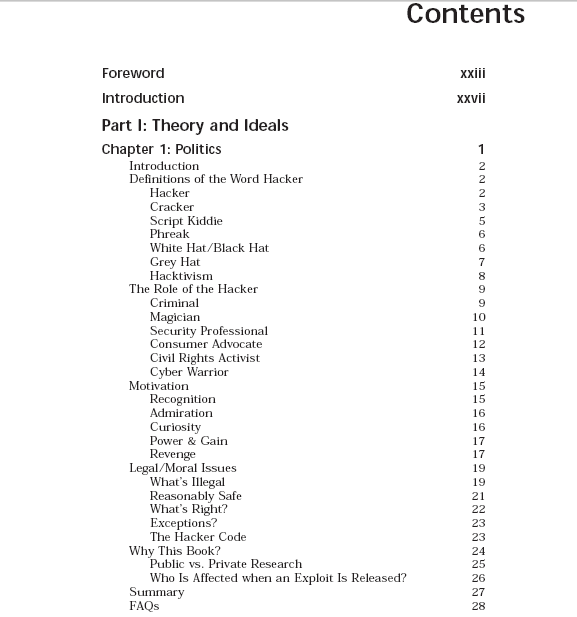 Contents
Foreword xxiii
Introduction xxvii
Part I: Theory and Ideals
Chapter 1: Politics 1
Introduction 2
Definitions of the Word Hacker 2
Hacker 2
Cracker 3
Script Kiddie 5
Phreak 6
White Hat/Black Hat 6
Grey Hat 7
Hacktivism 8
The Role of the Hacker 9
Criminal 9
Magician 10
Security Professional 11
Consumer Advocate 12
Civil Rights Activist 13
Cyber Warrior 14
Motivation 15
Recognition 15
Admiration 16
Curiosity 16
Power & Gain 17
Revenge 17
Legal/Moral Issues 19
What's Illegal 19
Reasonably Safe 21
What's Right? 22
Exceptions? 23
The Hacker Code 23
Why This Book? 24
Public vs. Private Research 25
Who Is Affected when an Exploit Is Released? 26
Summary 27
FAQs 28